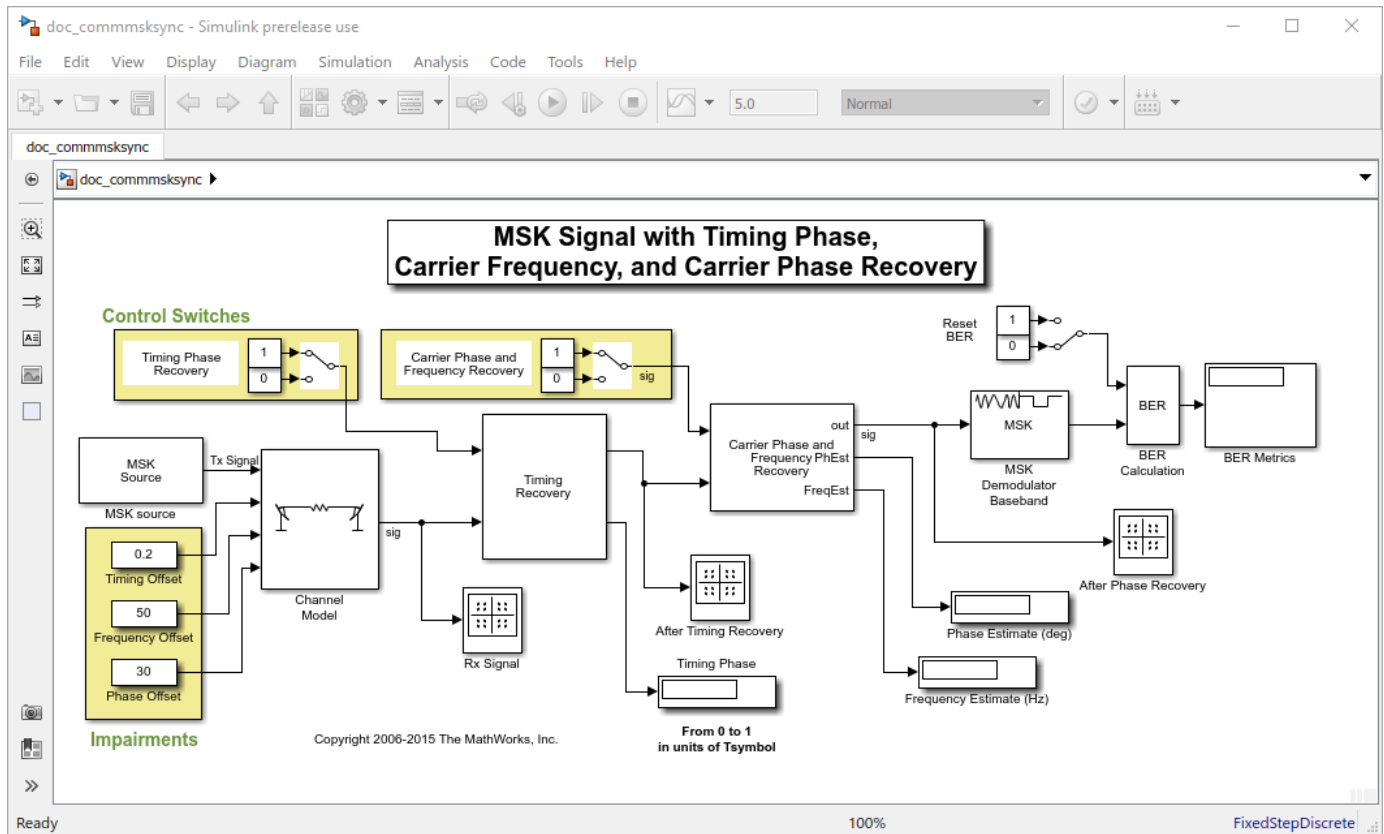 doc_commmsksync - Simulink prerelease use
File Edit View Display Diagram Simulation Analysis Code Tools Help
5.0
Normal
doc_commmsksync
doc_commmsksync
MSK Signal with Timing Phase,
Carrier Frequency, and Carrier Phase Recovery
Control Switches
Timing Phase
Recovery
1
0
Carrier Phase and
Frequency Recovery
1
0
sig
Reset
BER
1
0
MSK
Source
MSK source
Tx Signal
0.2
Timing Offset
50
Frequency Offset
30
Phase Offset
Impairments
Channel
Model
sig
Rx Signal
Timing
Recovery
After Timing Recovery
Timing Phase
From 0 to 1
in units of Tsymbol
out
Carrier Phase and
Frequency PhEst
Recovery
FreqEst
sig
MSK
MSK
Demodulator
Baseband
BER
BER
Calculation
BER Metrics
After Phase Recovery
Phase Estimate (deg)
Frequency Estimate (Hz)
Copyright 2006-2015 The MathWorks, Inc.
Ready
100%
FixedStepDiscrete